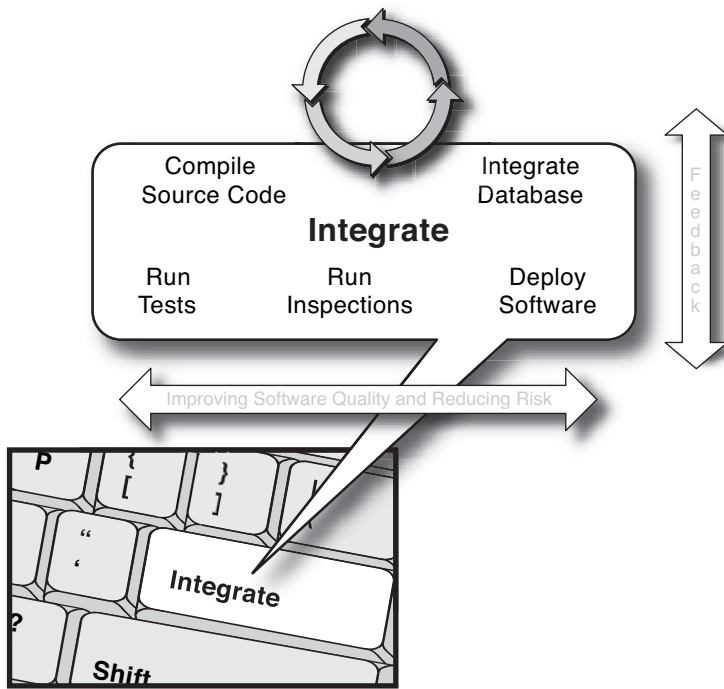 Compile
Source Code
Integrate
Database
Integrate
Run
Tests
Run
Inspections
Deploy
Software
Feedback
Improving Software Quality and Reducing Risk
P
{
[
}
]
“
‘
Integrate
?
Shift